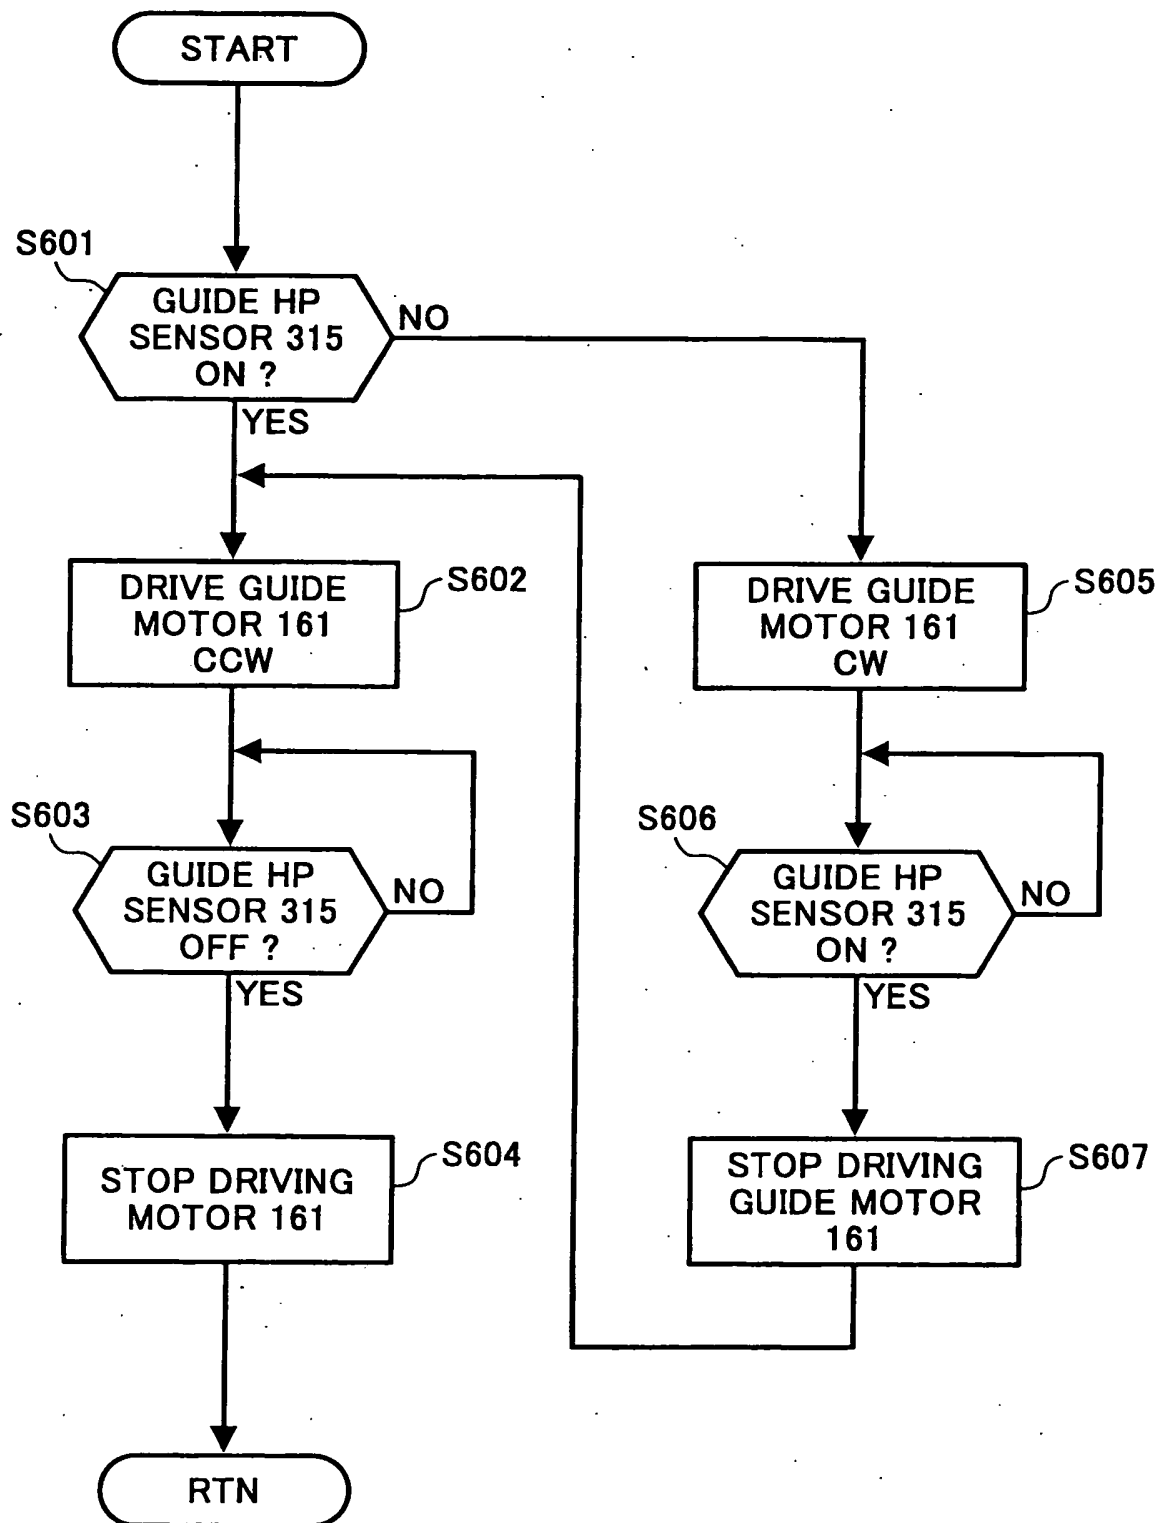 START
S601
GUIDE HP
SENSOR 315
ON ?
NO
YES
DRIVE GUIDE
MOTOR 161
CCW
S602
DRIVE GUIDE
MOTOR 161
CW
S605
S603
GUIDE HP
SENSOR 315
OFF ?
NO
YES
S606
GUIDE HP
SENSOR 315
ON ?
NO
YES
STOP DRIVING
MOTOR 161
S604
STOP DRIVING
GUIDE MOTOR
161
S607
RTN